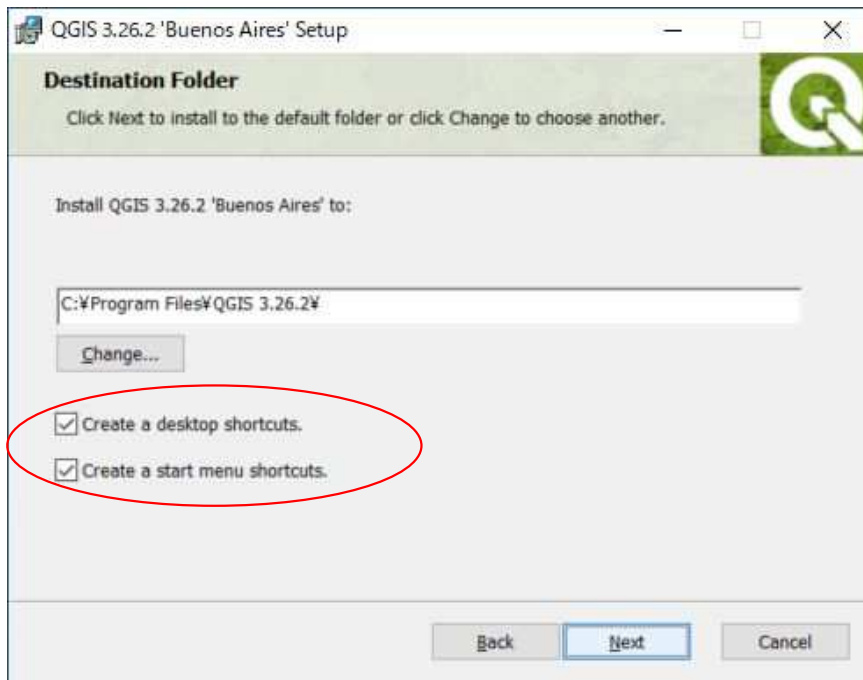 QGIS 3.26.2 'Buenos Aires' Setup
Destination Folder
Click Next to install to the default folder or click Change to choose another.
Install QGIS 3.26.2 'Buenos Aires' to:
C:¥Program Files¥QGIS 3.26.2¥
Change...
Create a desktop shortcuts.
Create a start menu shortcuts.
Back Next Cancel